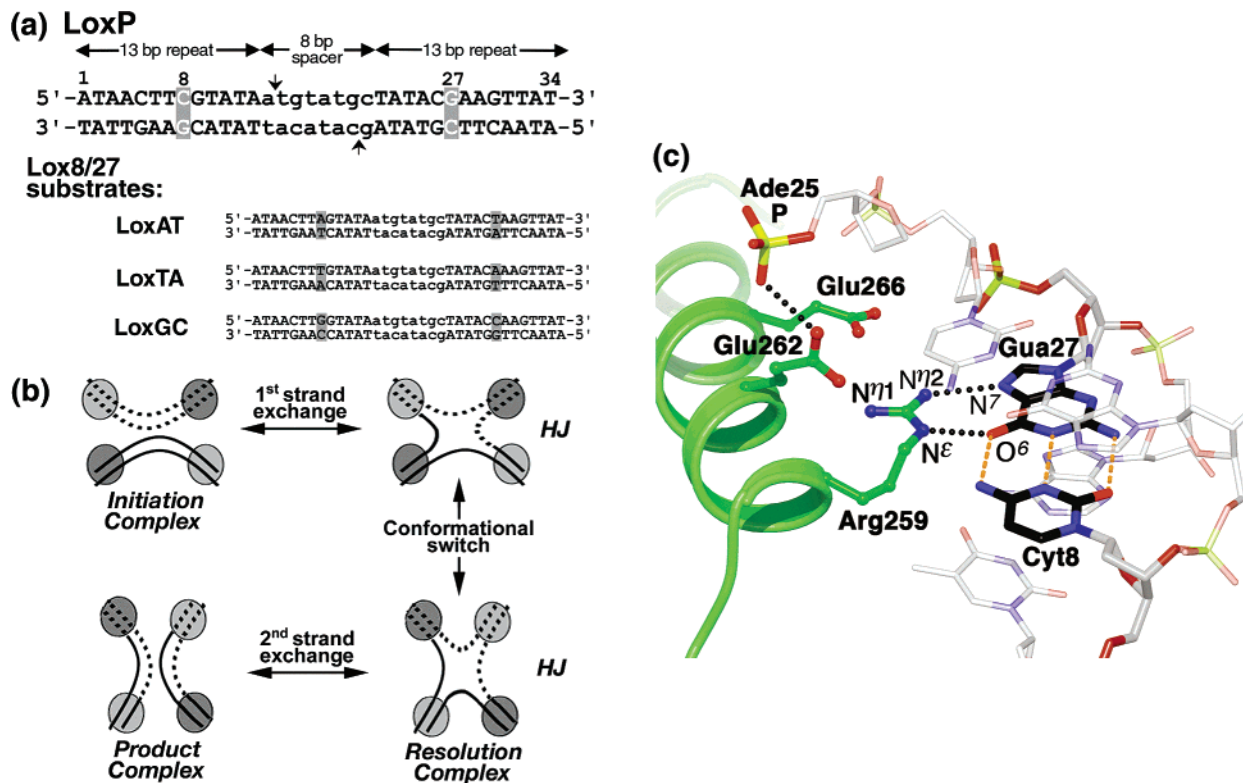 (a) LoxP
13 bp repeat
8 bp
spacer
13 bp repeat
1 8 27 34
5'-ATAACTTCGTATAatgtatgcTATACGAAGTTAT-3'
3'-TATTGAAGCATATtacatacgATATGCTTCAATA-5'
Lox8/27
substrates:
LoxAT
5'-ATAACTTAGTATAatgtatgcTATACTAAGTTAT-3'
3'-TATTGAATCATATtacatacgATATGATTCAATA-5'
LoxTA
5'-ATAACTTTGTATAatgtatgcTATACAAAGTTAT-3'
3'-TATTGAAACATATtacatacgATATGTTTCAATA-5'
LoxGC
5'-ATAACTTGGTATAatgtatgcTATACCAAGTTAT-3'
3'-TATTGAACCATATtacatacgATATGGTTCAATA-5'
(b)
1st strand
exchange
HJ
Initiation
Complex
Conformational
switch
2nd strand
exchange
HJ
Product
Complex
Resolution
Complex
(c)
Ade25
P
Glu266
Glu262
Gua27
Nη1
Nη2
N7
Nε
O6
Arg259
Cyt8